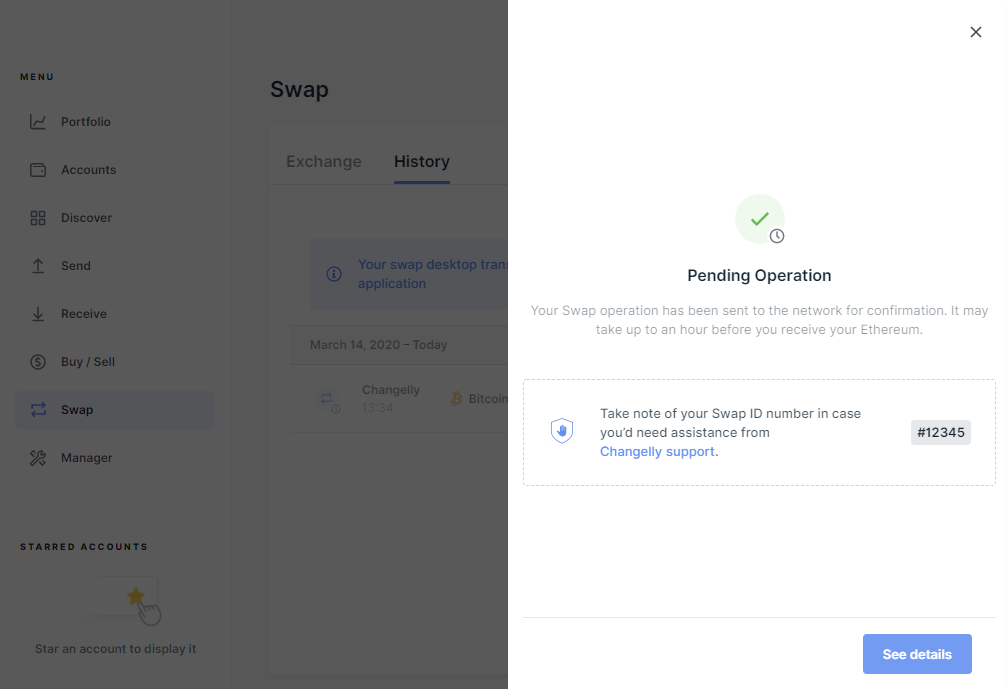 MENU
Portfolio
Accounts
Discover
Send
Receive
Buy / Sell
Swap
Manager
STARRED ACCOUNTS
Star an account to display it
Swap
Exchange History
Your swap desktop
application
March 14, 2020 – Today
Changelly
13:34
Bitcoin
Pending Operation
Your Swap operation has been sent to the network for confirmation. It may
take up to an hour before you receive your Ethereum.
Take note of your Swap ID number in case
you'd need assistance from
Changelly support.
#12345
See details